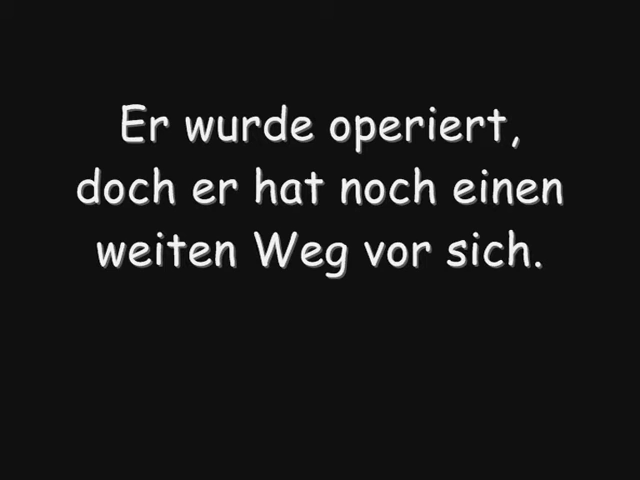 Er wurde operiert,
doch er hat noch einen
weiten Weg vor sich.